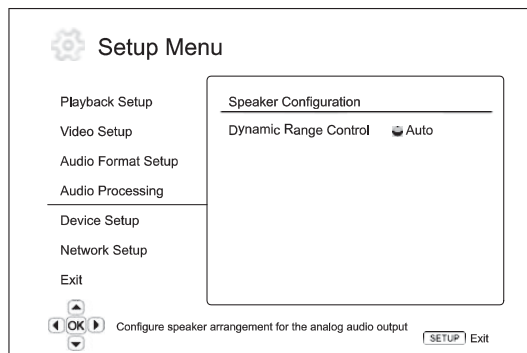 Setup Menu
Playback Setup
Video Setup
Audio Format Setup
Audio Processing
Device Setup
Network Setup
Exit
Speaker Configuration
Dynamic Range Control Auto
OK
Configure speaker arrangement for the analog audio output
SETUP Exit